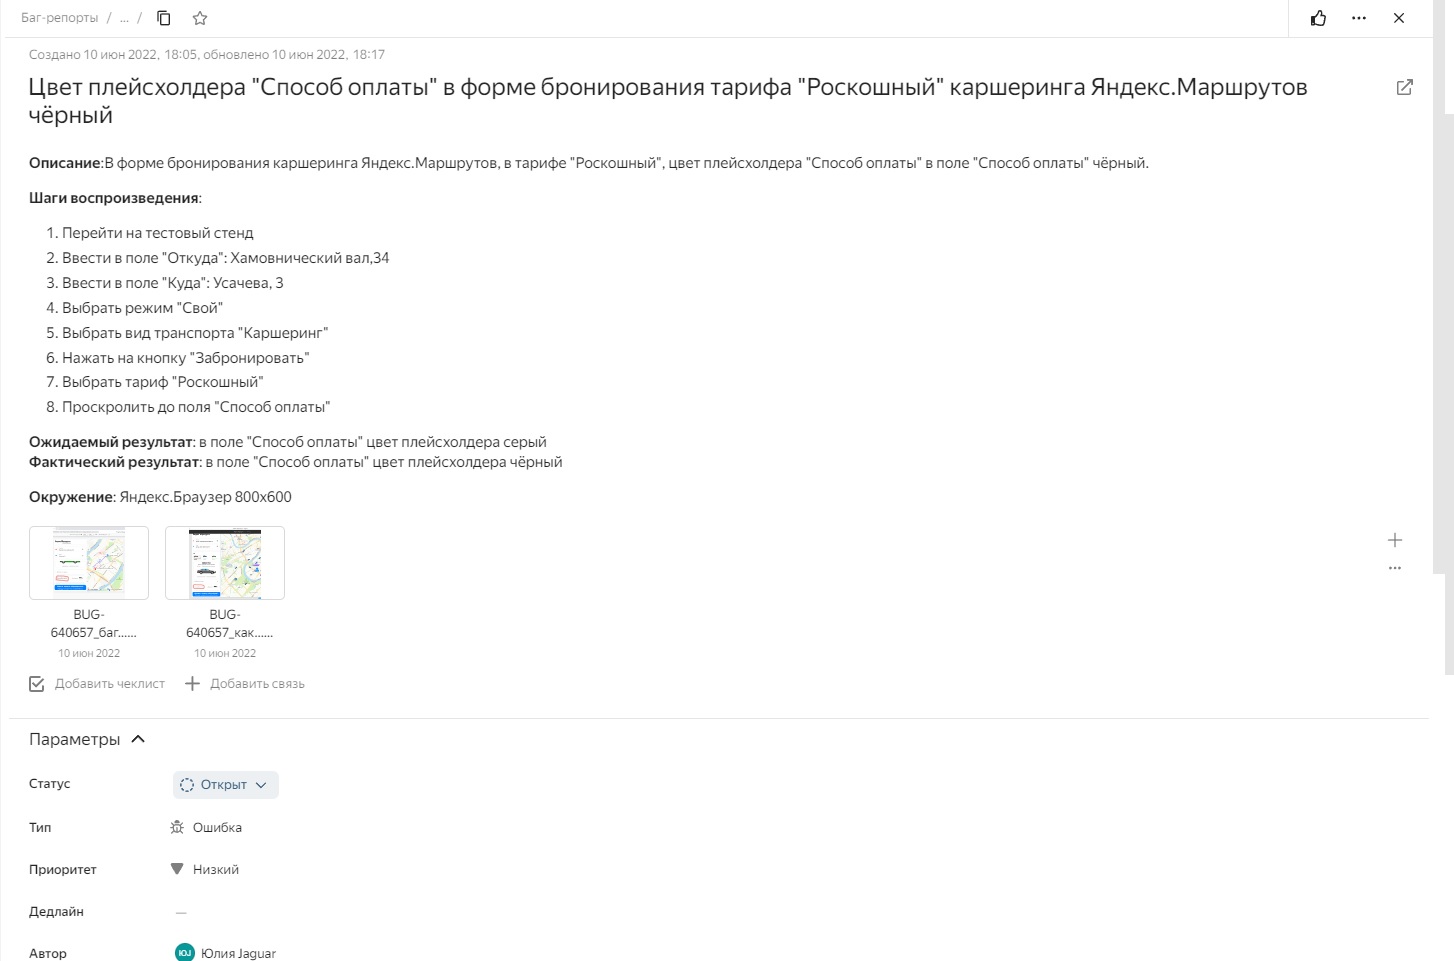 Баг-репорты / ... /
Создано 10 июн 2022, 18:05, обновлено 10 июн 2022, 18:17
Цвет плейсхолдера "Способ оплаты" в форме бронирования тарифа "Роскошный" каршеринга Яндекс.Маршрутов
чёрный
Описание:В форме бронирования каршеринга Яндекс.Маршрутов, в тарифе "Роскошный", цвет плейсхолдера "Способ оплаты" в поле "Способ оплаты" чёрный.
Шаги воспроизведения:
1. Перейти на тестовый стенд
2. Ввести в поле "Откуда": Хамовнический вал,34
3. Ввести в поле "Куда": Усачева, 3
4. Выбрать режим "Свой"
5. Выбрать вид транспорта "Каршеринг"
6. Нажать на кнопку "Забронировать"
7. Выбрать тариф "Роскошный"
8. Проскролить до поля "Способ оплаты"
Ожидаемый результат: в поле "Способ оплаты" цвет плейсхолдера серый
Фактический результат: в поле "Способ оплаты" цвет плейсхолдера чёрный
Окружение: Яндекс.Браузер 800x600
BUG-640657_баг......
10 июн 2022
BUG-640657_как......
10 июн 2022
Добавить чеклист Добавить связь
Параметры
Статус Открыт
Тип Ошибка
Приоритет Низкий
Дедлайн —
Автор ЮJ Юлия Jaguar